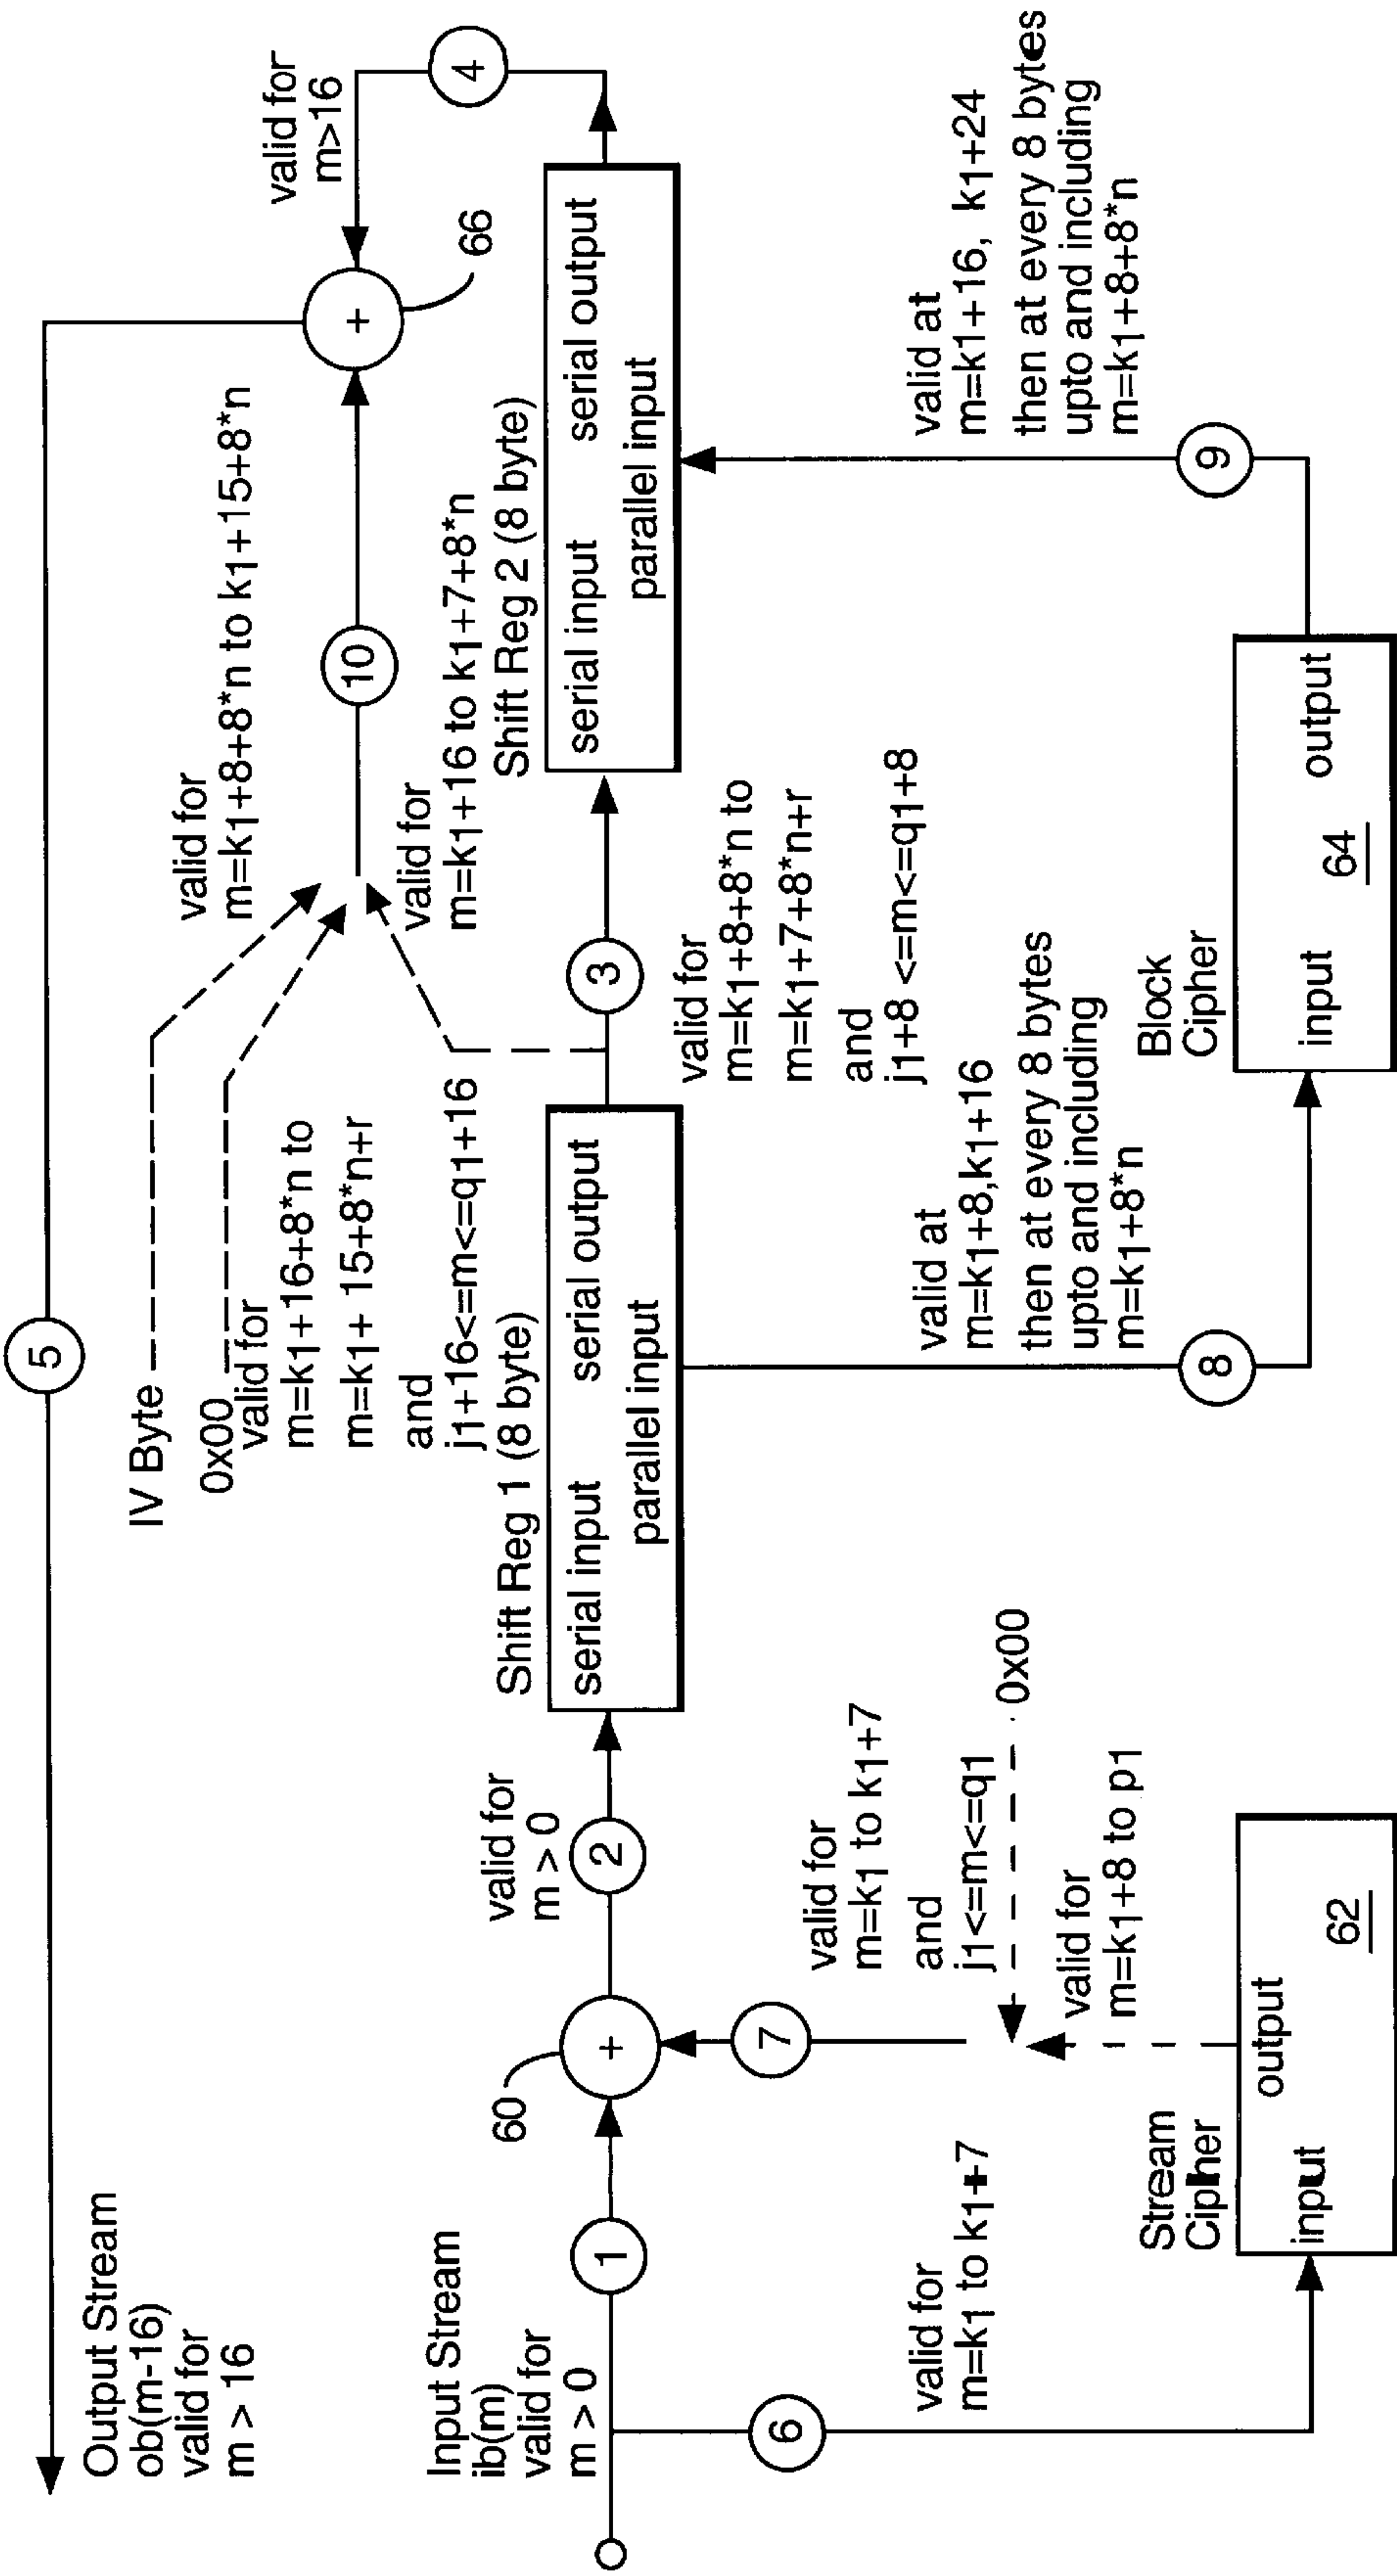 5
Output Stream
ob(m-16)
valid for
m > 16
IV Byte
0x00
valid for
m=k1+16+8*n to
m=k1+ 15+8*n+r
and
j1+16<=m<=q1+16
valid for
m=k1+8+8*n to k1+15+8*n
10
valid for
m=k1+16 to k1+7+8*n
valid for
m>16
4
+
66
Input Stream
ib(m)
valid for
m > 0
1
60
+
valid for
m > 0
2
Shift Reg 1 (8 byte)
serial input serial output
parallel input
3
valid for
m=k1+8+8*n to
m=k1+7+8*n+r
and
j1+8 <=m<=q1+8
Shift Reg 2 (8 byte)
serial input serial output
parallel input
6
valid for
m=k1 to k1+7
7
valid for
m=k1 to k1+7
and
j1<=m<=q1
0x00
valid for
m=k1+8 to p1
Stream
Cipher
input output
62
8
valid at
m=k1+8,k1+16
then at every 8 bytes
upto and including
m=k1+8*n
Block
Cipher
input output
64
9
valid at
m=k1+16, k1+24
then at every 8 bytes
upto and including
m=k1+8+8*n